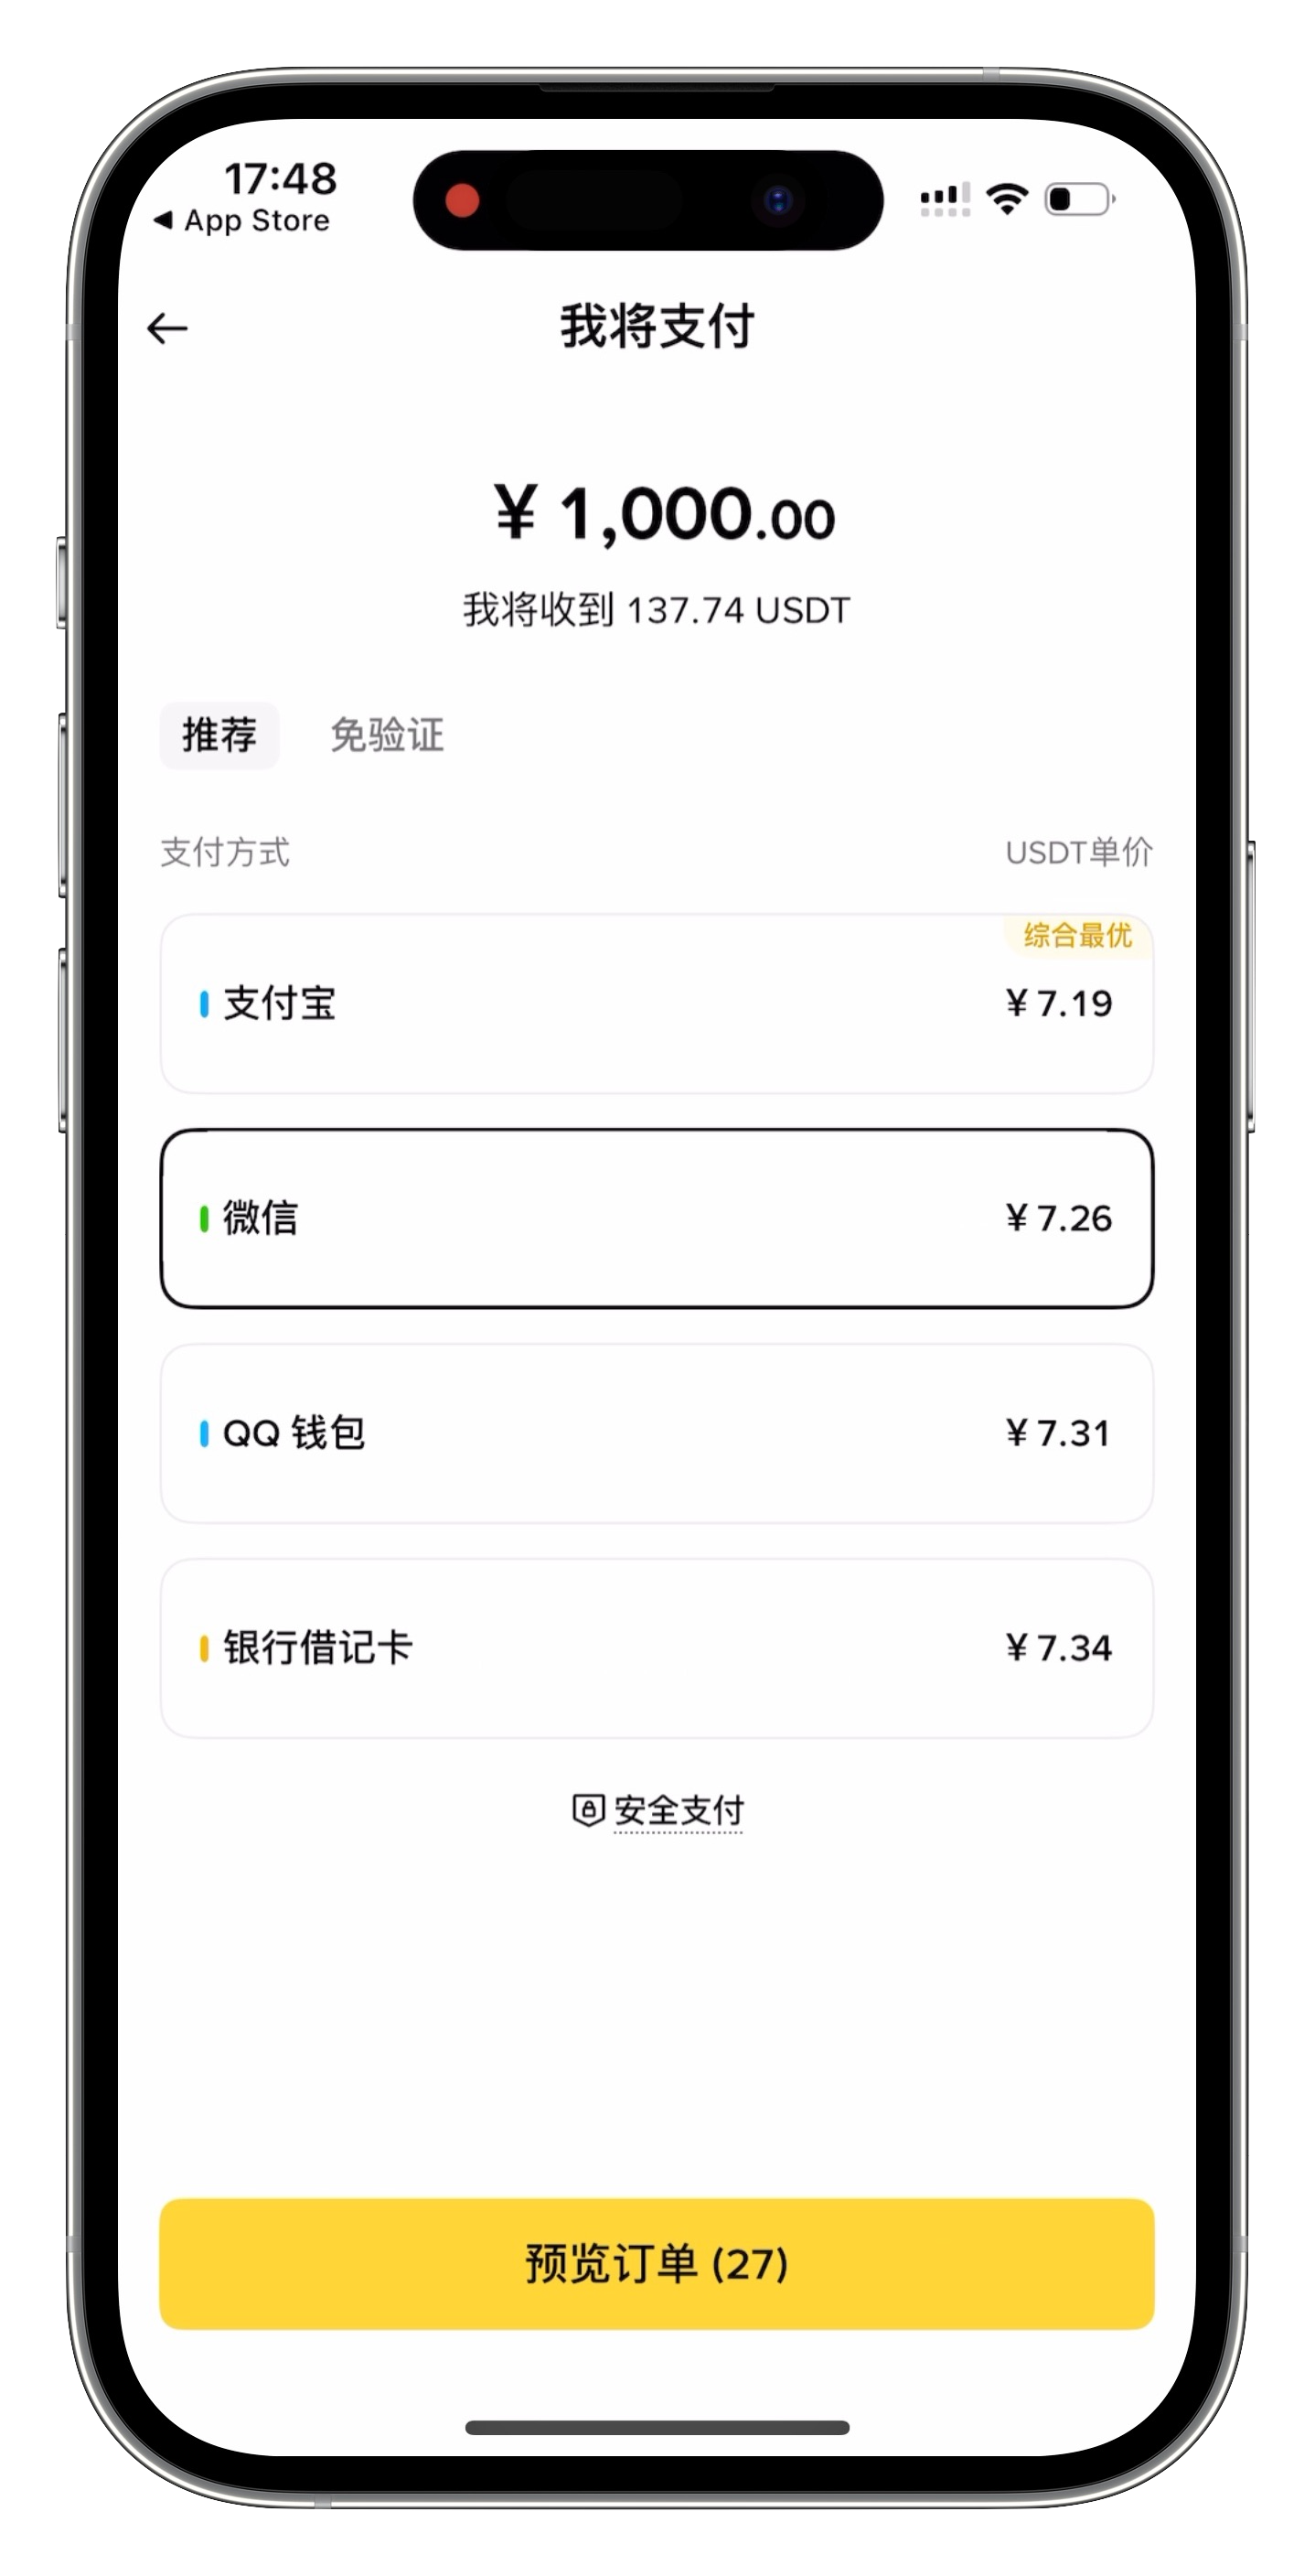 17:48
◀ App Store
我将支付
¥ 1,000.00
我将收到 137.74 USDT
推荐 免验证
支付方式 USDT单价
综合最优
支付宝 ¥ 7.19
微信 ¥ 7.26
QQ 钱包 ¥ 7.31
银行借记卡 ¥ 7.34
安全支付
预览订单 (27)